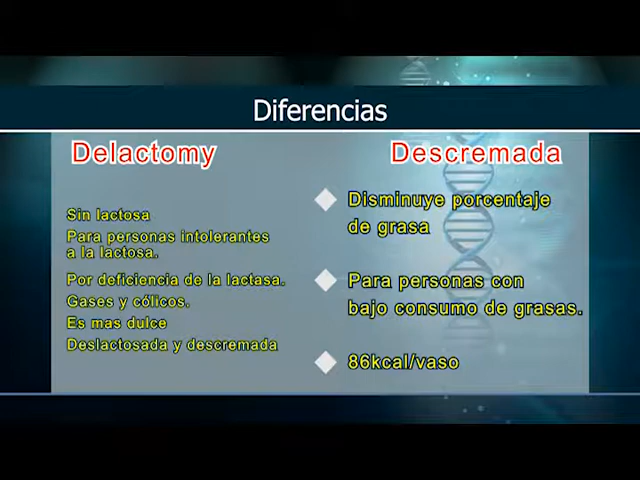 Diferencias
Delactomy
Sin lactosa
Para personas intolerantes
a la lactosa.
Por deficiencia de la lactasa.
Gases y cólicos.
Es mas dulce
Deslactosada y descremada
Descremada
Disminuye porcentaje
de grasa
Para personas con
bajo consumo de grasas.
86kcal/vaso